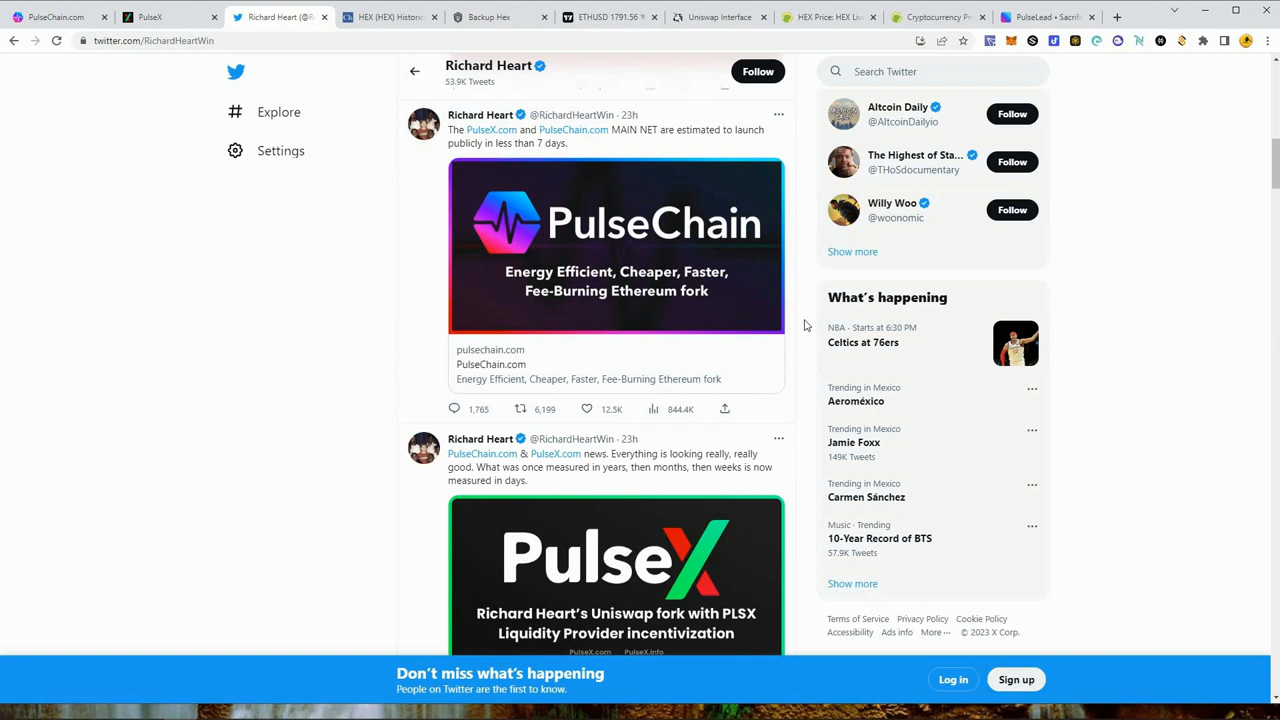 PulseChain.com
PulseX
Richard Heart (@R
HEX (HEX) Historic
Backup Hex
ETHUSD 1791.56
Uniswap Interface
HEX Price: HEX Liv
Cryptocurrency Pr
PulseLead • Sacrifi
twitter.com/RichardHeartWin
Explore
Settings
Richard Heart
53.9K Tweets
Follow
Richard Heart @RichardHeartWin · 23h
The PulseX.com and PulseChain.com MAIN NET are estimated to launch
publicly in less than 7 days.
PulseChain
Energy Efficient, Cheaper, Faster,
Fee-Burning Ethereum fork
pulsechain.com
PulseChain.com
Energy Efficient, Cheaper, Faster, Fee-Burning Ethereum fork
1,765 6,199 12.5K 844.4K
Richard Heart @RichardHeartWin · 23h
PulseChain.com & PulseX.com news. Everything is looking really, really
good. What was once measured in years, then months, then weeks is now
measured in days.
PulseX
Richard Heart's Uniswap fork with PLSX
Liquidity Provider incentivization
PulseX.com PulseX.info
Search Twitter
Altcoin Daily
@AltcoinDailyio
Follow
The Highest of Sta...
@THoSdocumentary
Follow
Willy Woo
@woonomic
Follow
Show more
What's happening
NBA · Starts at 6:30 PM
Celtics at 76ers
Trending in Mexico
Aeroméxico
Trending in Mexico
Jamie Foxx
149K Tweets
Trending in Mexico
Carmen Sánchez
Music · Trending
10-Year Record of BTS
57.9K Tweets
Show more
Terms of Service Privacy Policy Cookie Policy
Accessibility Ads info More ··· © 2023 X Corp.
Don't miss what's happening
People on Twitter are the first to know.
Log in
Sign up